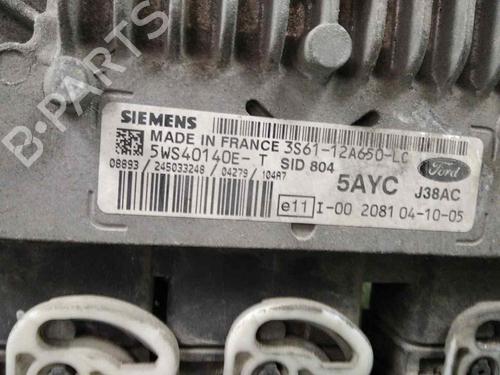 B-PARTS
SIEMENS
MADE IN FRANCE 3S61-12A650-LC
5WS40140E-T SID 804
08893 / 245033248 / 04279 / 104A7
5AYC J38AC
Ford
e11 I-00 2081 04-10-05